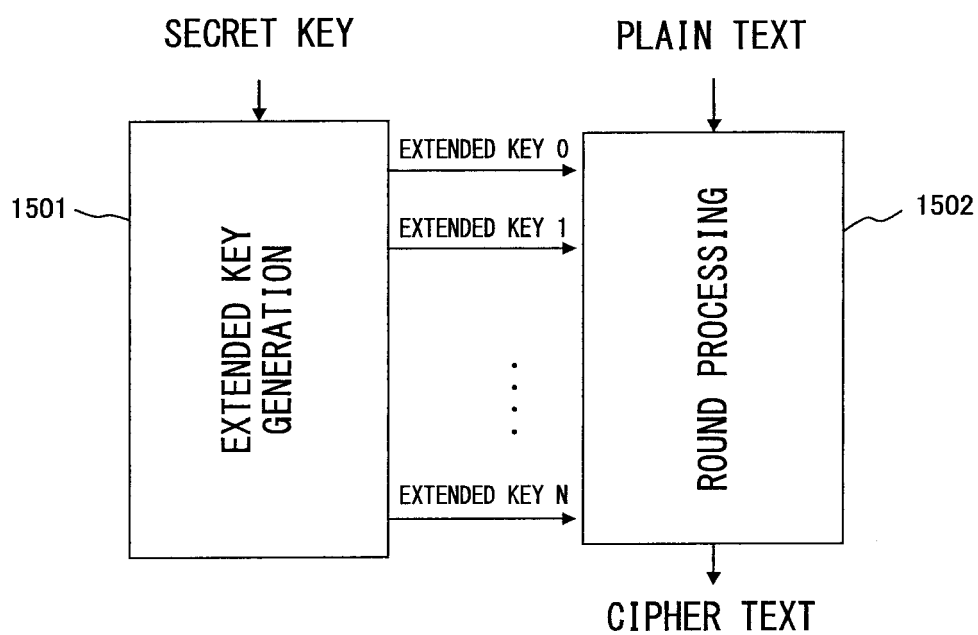 SECRET KEY
PLAIN TEXT
EXTENDED KEY 0
1501
EXTENDED KEY 1
1502
EXTENDED KEY
GENERATION
ROUND PROCESSING
EXTENDED KEY N
CIPHER TEXT